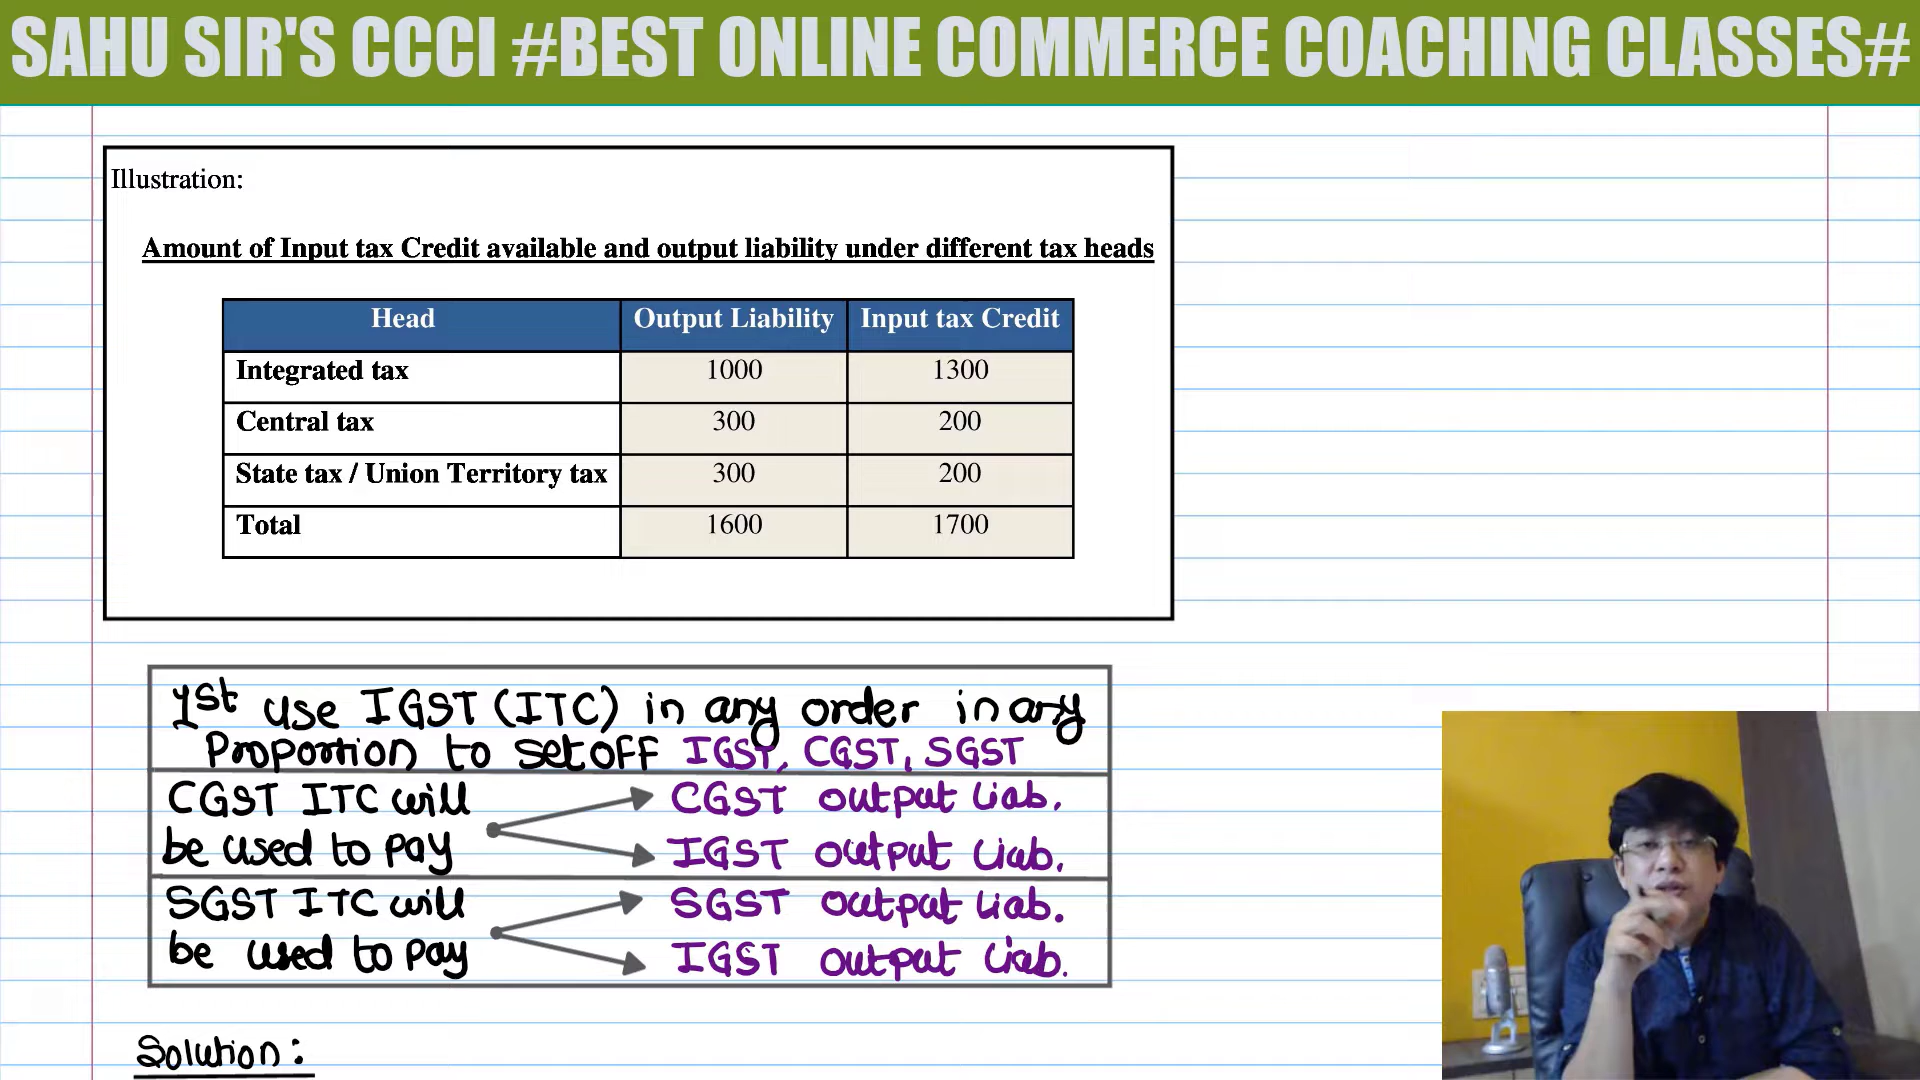 SAHU SIR'S CCCI #BEST ONLINE COMMERCE COACHING CLASSES#
Illustration:
Amount of Input tax Credit available and output liability under different tax heads
Head Output Liability Input tax Credit
Integrated tax 1000 1300
Central tax 300 200
State tax / Union Territory tax 300 200
Total 1600 1700
1st use IGST (ITC) in any order in any
Proportion to set off IGST, CGST, SGST
CGST ITC will
be used to pay
CGST output Liab.
IGST output Liab.
SGST ITC will
be used to pay
SGST output Liab.
IGST output Liab.
Solution: